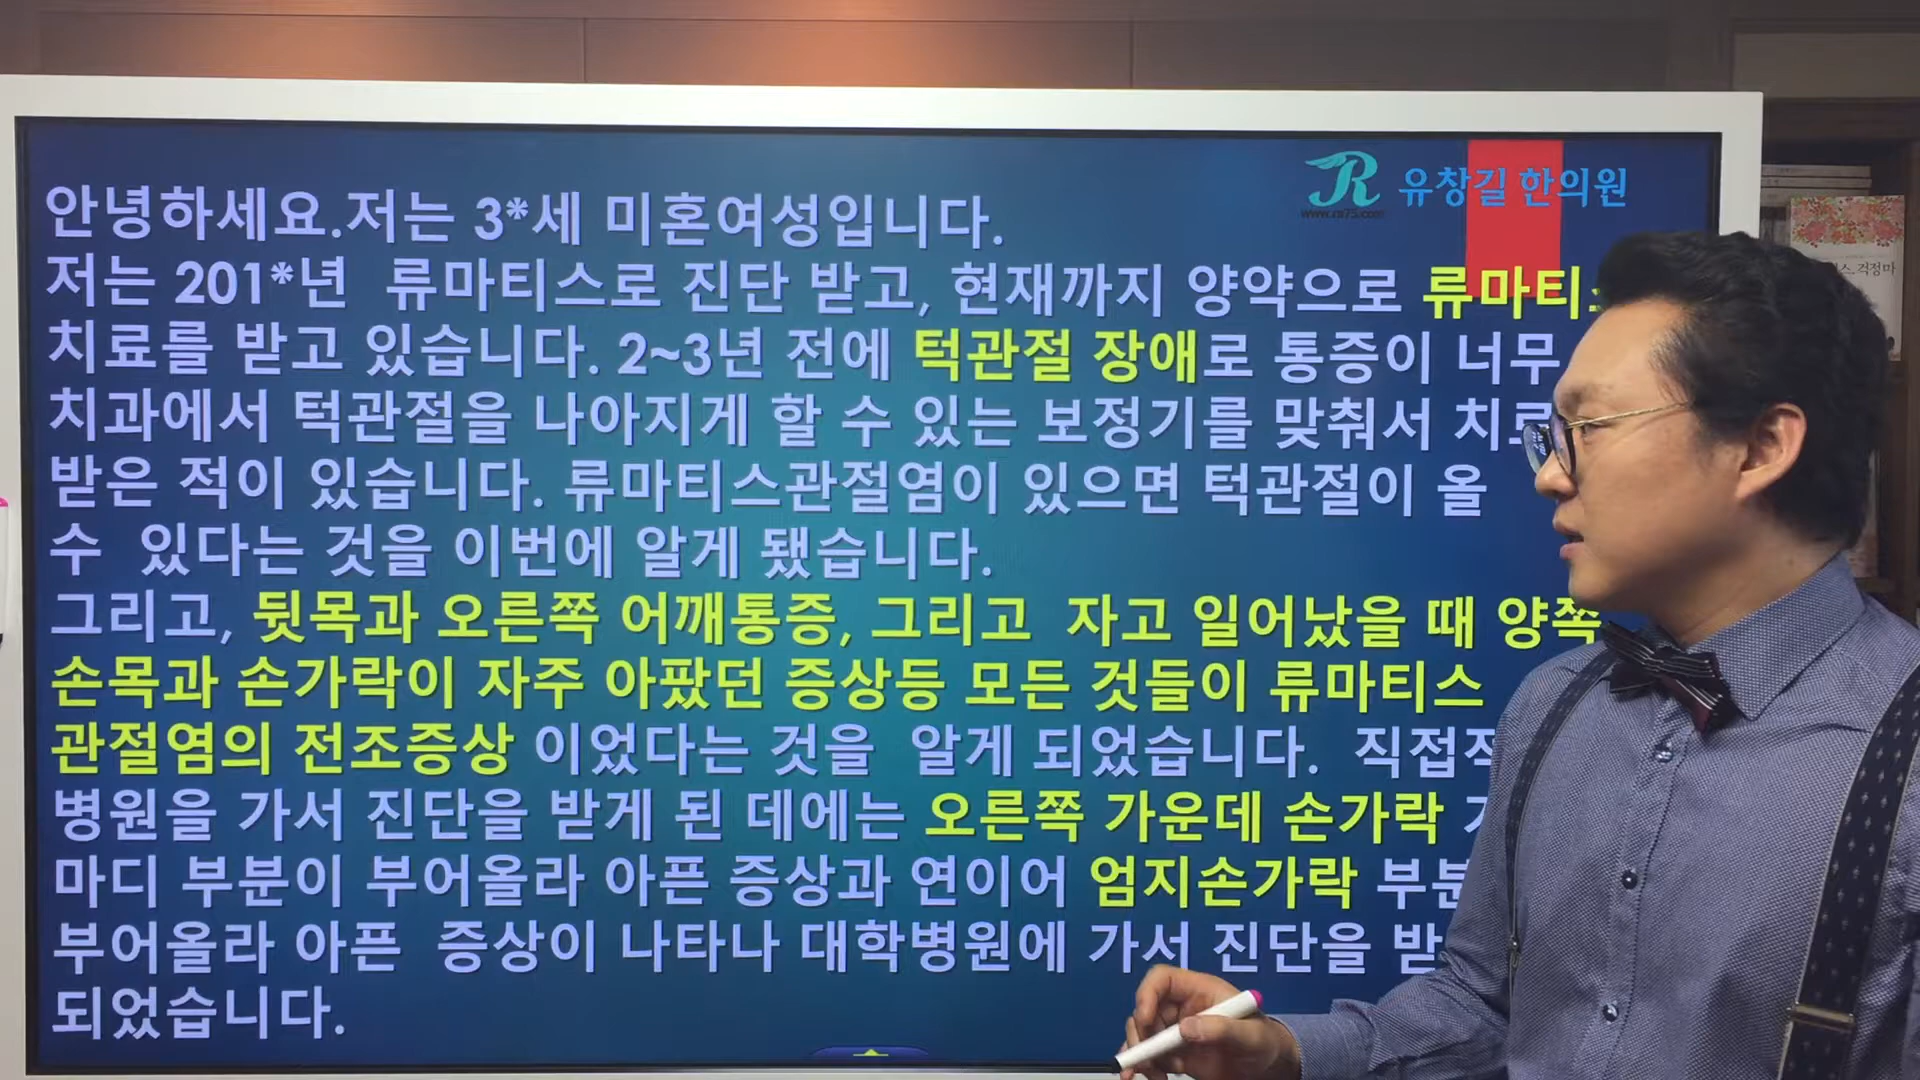 유창길 한의원
안녕하세요.저는 3*세 미혼여성입니다.
저는 201*년 류마티스로 진단 받고, 현재까지 양약으로 류마티
치료를 받고 있습니다. 2~3년 전에 턱관절 장애로 통증이 너무
치과에서 턱관절을 나아지게 할 수 있는 보정기를 맞춰서
받은 적이 있습니다. 류마티스관절염이 있으면 턱관절이 올
수 있다는 것을 이번에 알게 됐습니다.
그리고, 뒷목과 오른쪽 어깨통증, 그리고 자고 일어났을 때 양쪽
손목과 손가락이 자주 아팠던 증상등 모든 것들이 류마티스
관절염의 전조증상 이었다는 것을 알게 되었습니다. 직접
병원을 가서 진단을 받게 된 데에는 오른쪽 가운데 손가락
마디 부분이 부어올라 아픈 증상과 연이어 엄지손가락 부분
부어올라 아픈 증상이 나타나 대학병원에 가서 진단을 받
되었습니다.